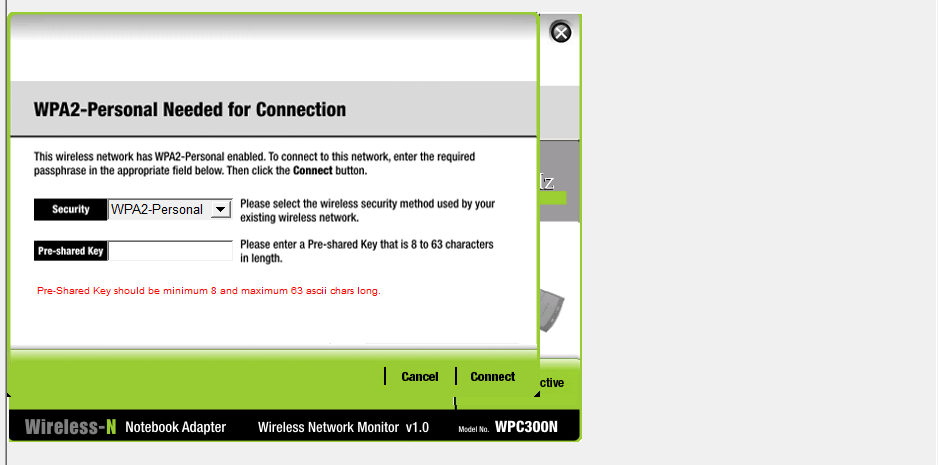 WPA2-Personal Needed for Connection
This wireless network has WPA2-Personal enabled. To connect to this network, enter the required
passphrase in the appropriate field below. Then click the Connect button.
Security
WPA2-Personal
Please select the wireless security method used by your
existing wireless network.
Pre-shared Key
Please enter a Pre-shared Key that is 8 to 63 characters
in length.
Pre-Shared Key should be minimum 8 and maximum 63 ascii chars long.
Cancel
Connect
Wireless-N Notebook Adapter Wireless Network Monitor v1.0 Model No. WPC300N